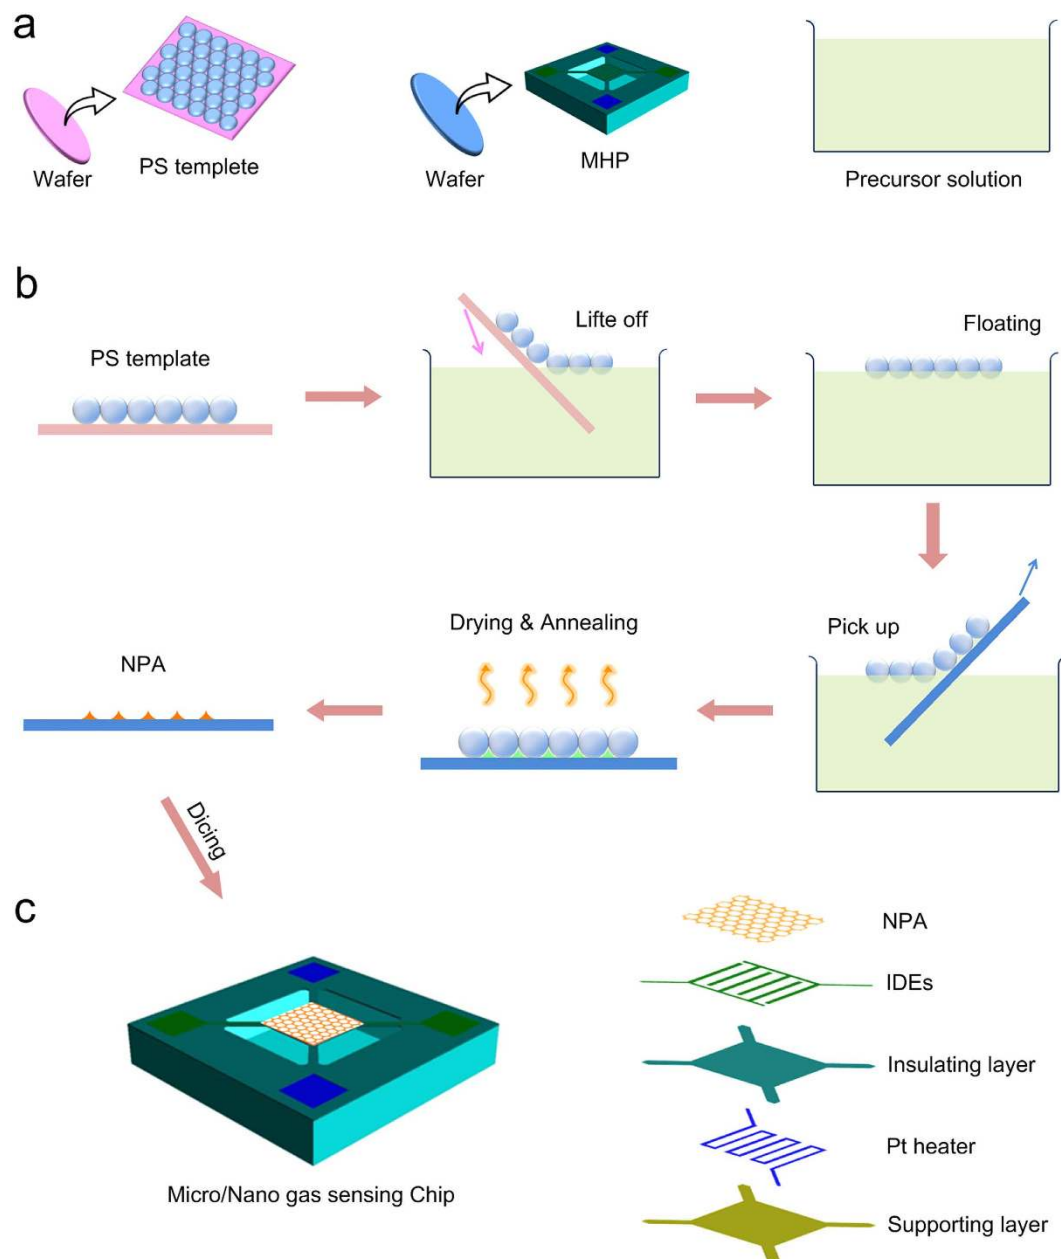 a
Wafer
PS templete
Wafer
MHP
Precursor solution
b
PS template
Lifte off
Floating
Pick up
Drying & Annealing
NPA
Dicing
c
Micro/Nano gas sensing Chip
NPA
IDEs
Insulating layer
Pt heater
Supporting layer